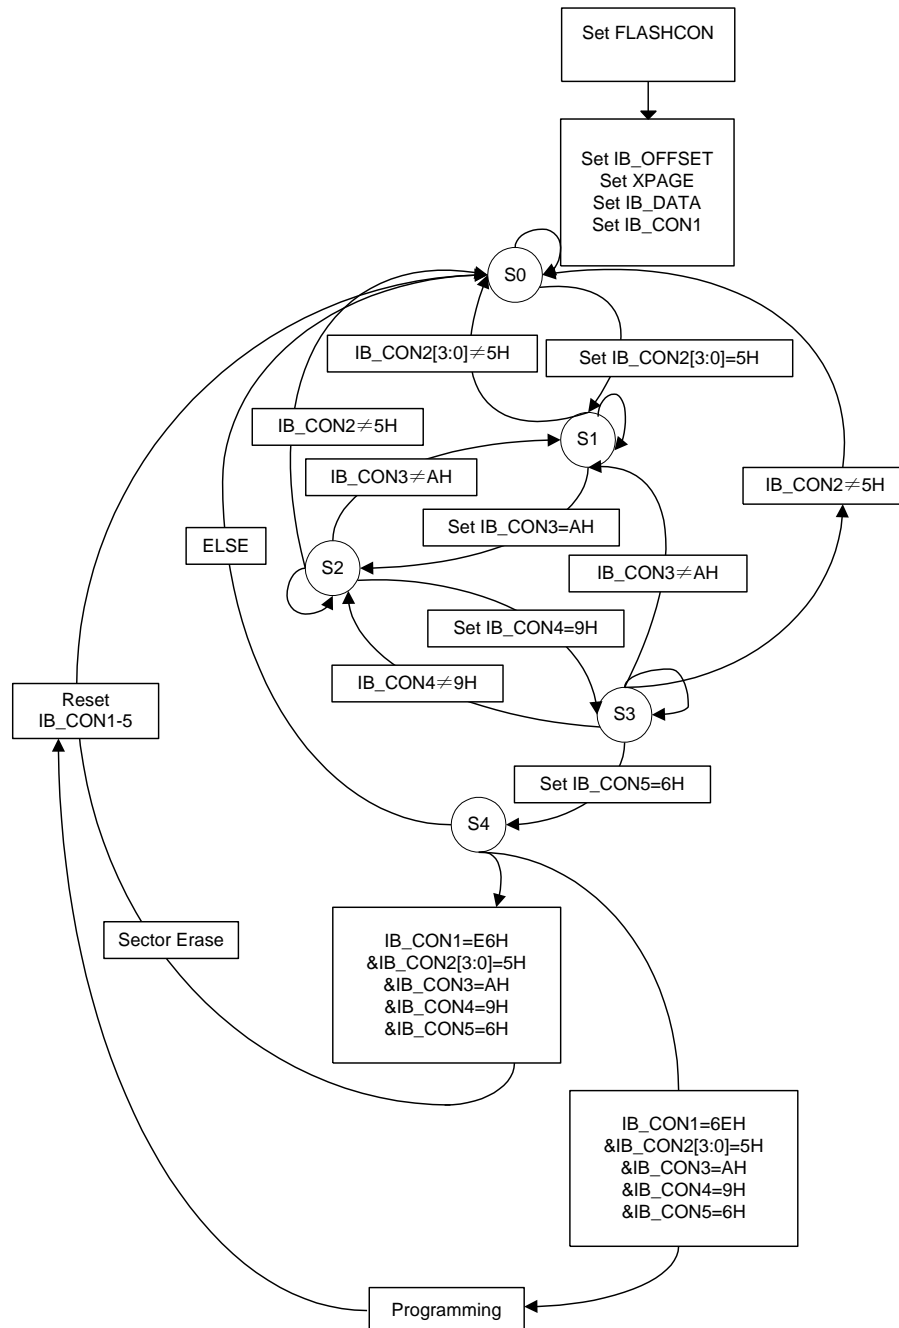 Set FLASHCON
Set IB_OFFSET
Set XPAGE
Set IB_DATA
Set IB_CON1
S0
IB_CON2[3:0]≠5H
Set IB_CON2[3:0]=5H
IB_CON2≠5H
S1
IB_CON3≠AH
IB_CON2≠5H
Set IB_CON3=AH
ELSE
S2
IB_CON3≠AH
Set IB_CON4=9H
IB_CON4≠9H
Reset
IB_CON1-5
S3
Set IB_CON5=6H
S4
Sector Erase
IB_CON1=E6H
&IB_CON2[3:0]=5H
&IB_CON3=AH
&IB_CON4=9H
&IB_CON5=6H
IB_CON1=6EH
&IB_CON2[3:0]=5H
&IB_CON3=AH
&IB_CON4=9H
&IB_CON5=6H
Programming